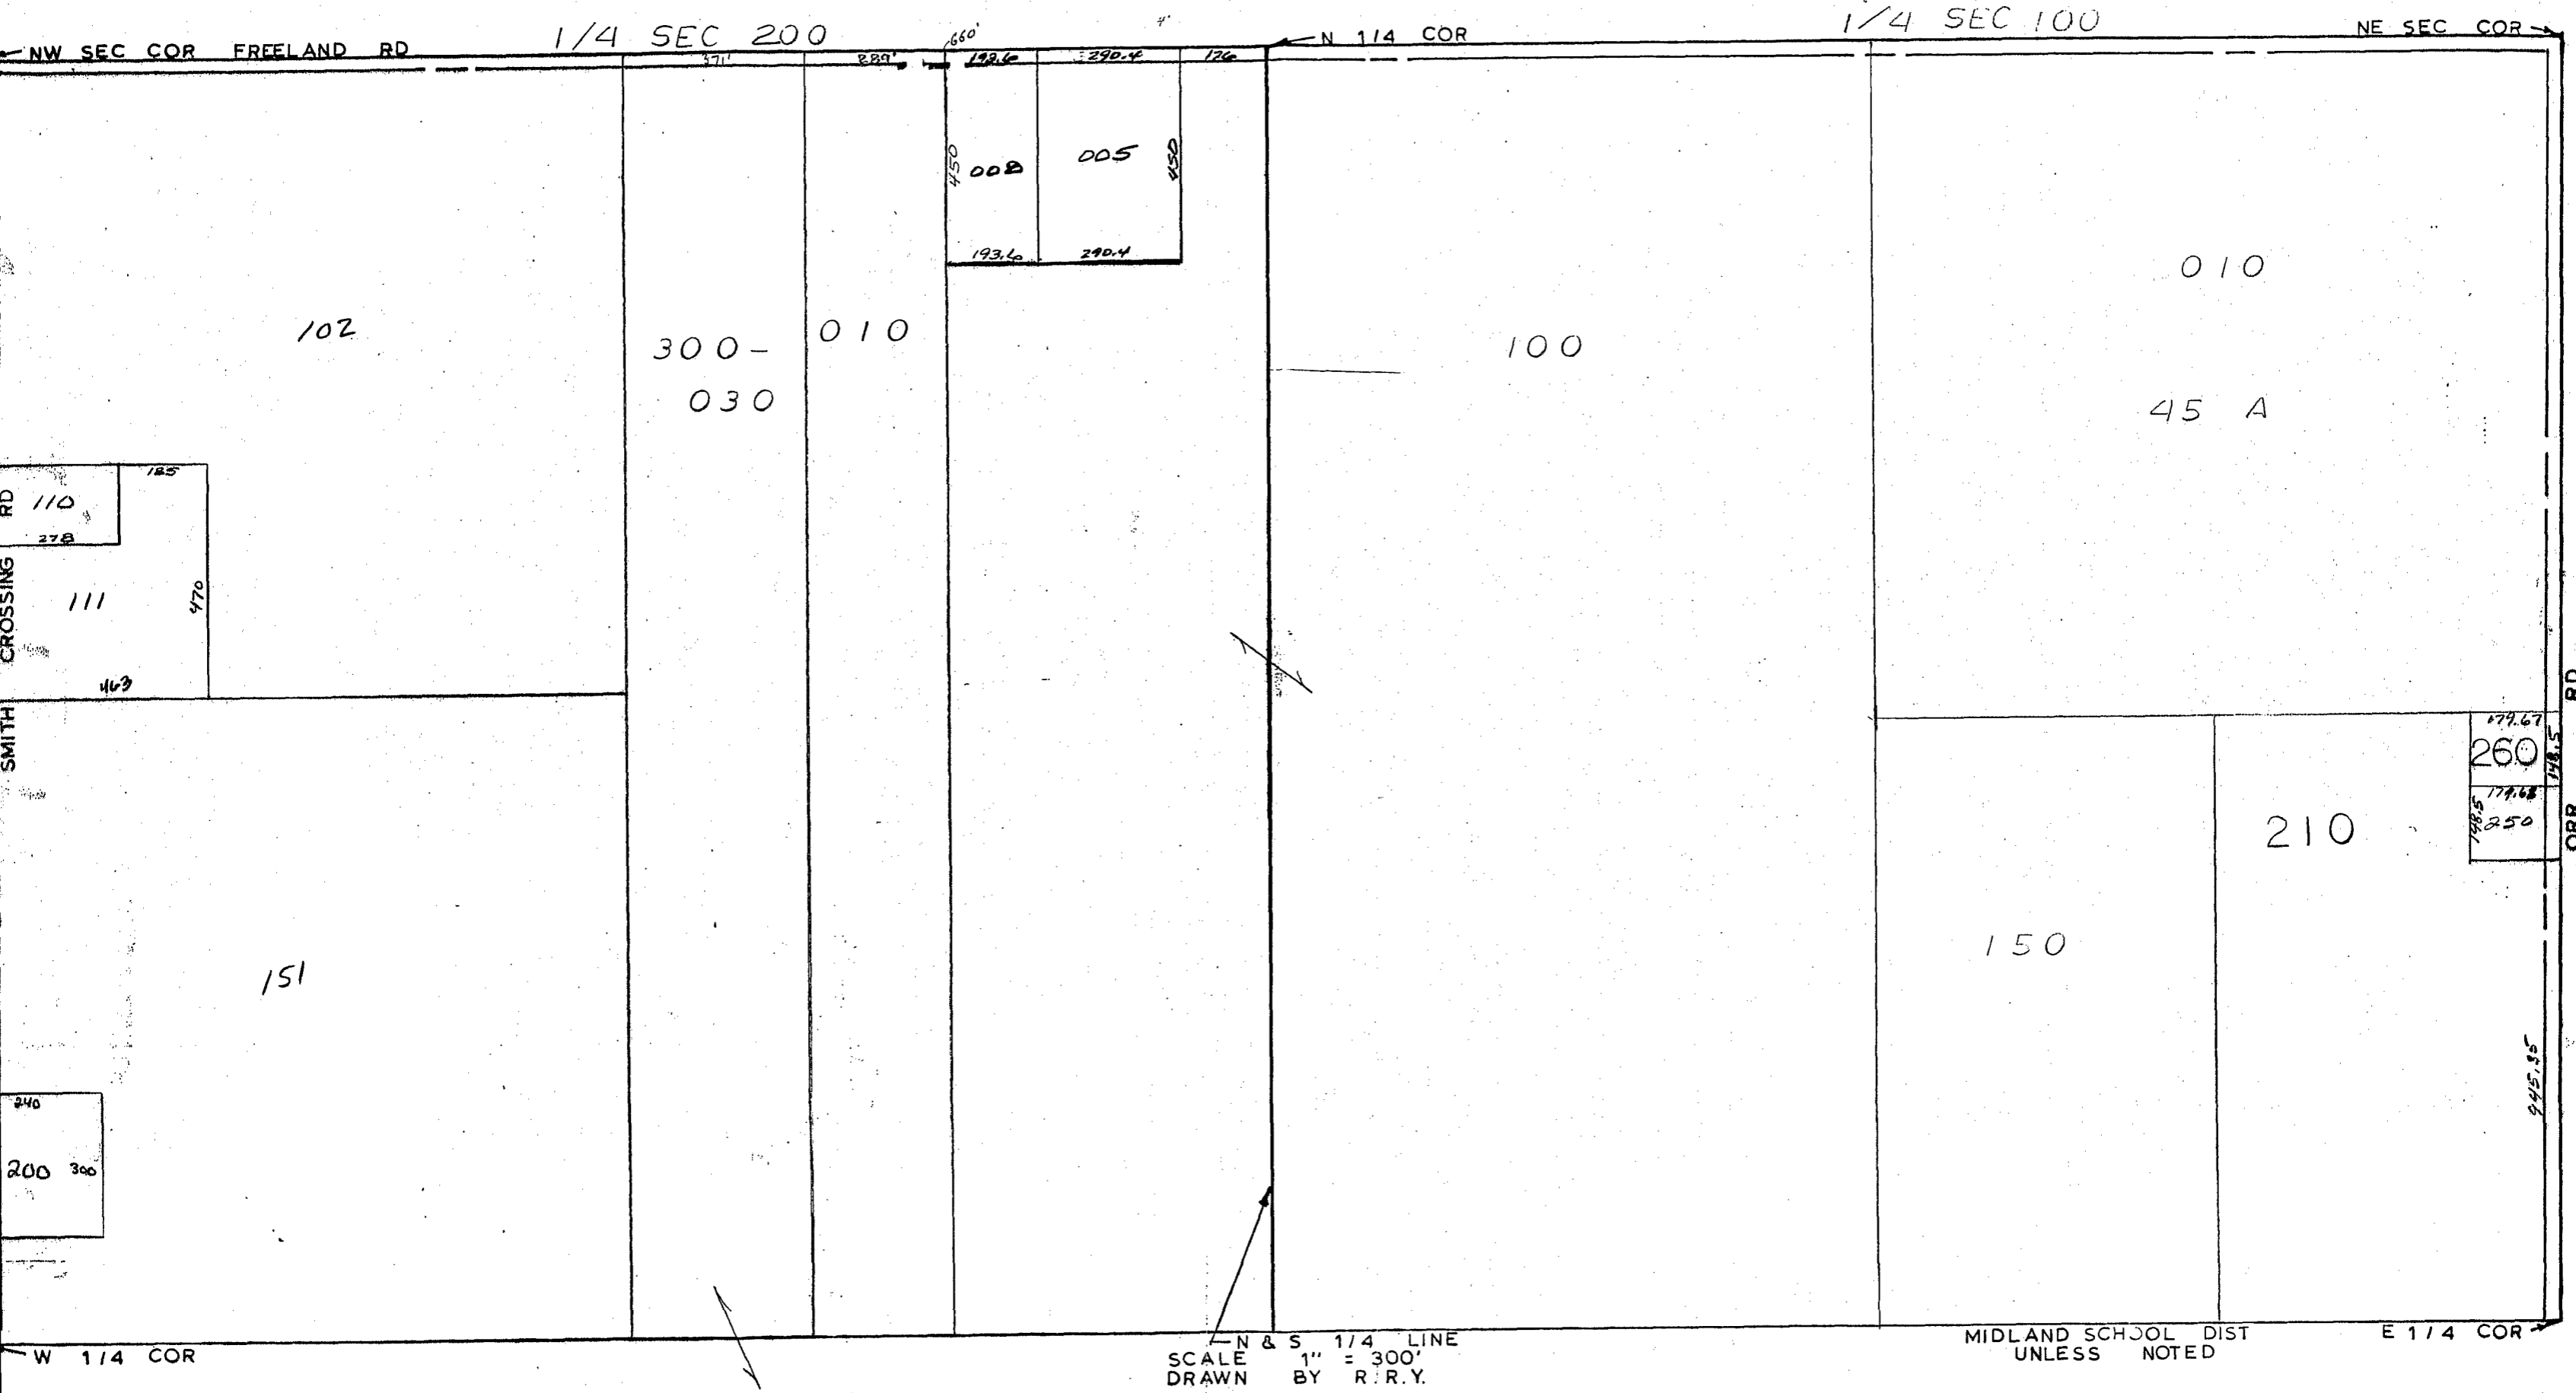 1/4 SEC 200
1/4 SEC 100
NW SEC COR FREELAND RD
660'
4'
N 1/4 COR
NE SEC COR
371'
289'
290.4
126
450
008
005
450
193.6
290.4
102
300-
030
010
100
010
45 A
185
110
278
111
470
463
SMITH CROSSING RD
151
240
200
300
179.67
260
148.5
179.68
148.5
250
ORR RD
210
150
945.35
W 1/4 COR
N & S 1/4 LINE
SCALE 1" = 300'
DRAWN BY R.R.Y.
MIDLAND SCHOOL DIST
UNLESS NOTED
E 1/4 COR